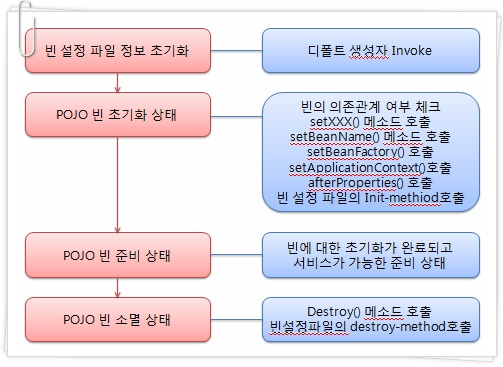 빈 설정 파일 정보 초기화
디폴트 생성자 Invoke
POJO 빈 초기화 상태
빈의 의존관계 여부 체크
setXXX() 메소드 호출
setBeanName() 메소드 호출
setBeanFactory() 호출
setApplicationContext()호출
afterProperties() 호출
빈 설정 파일의 Init-methiod호출
POJO 빈 준비 상태
빈에 대한 초기화가 완료되고
서비스가 가능한 준비 상태
POJO 빈 소멸 상태
Destroy() 메소드 호출
빈설정파일의 destroy-method호출